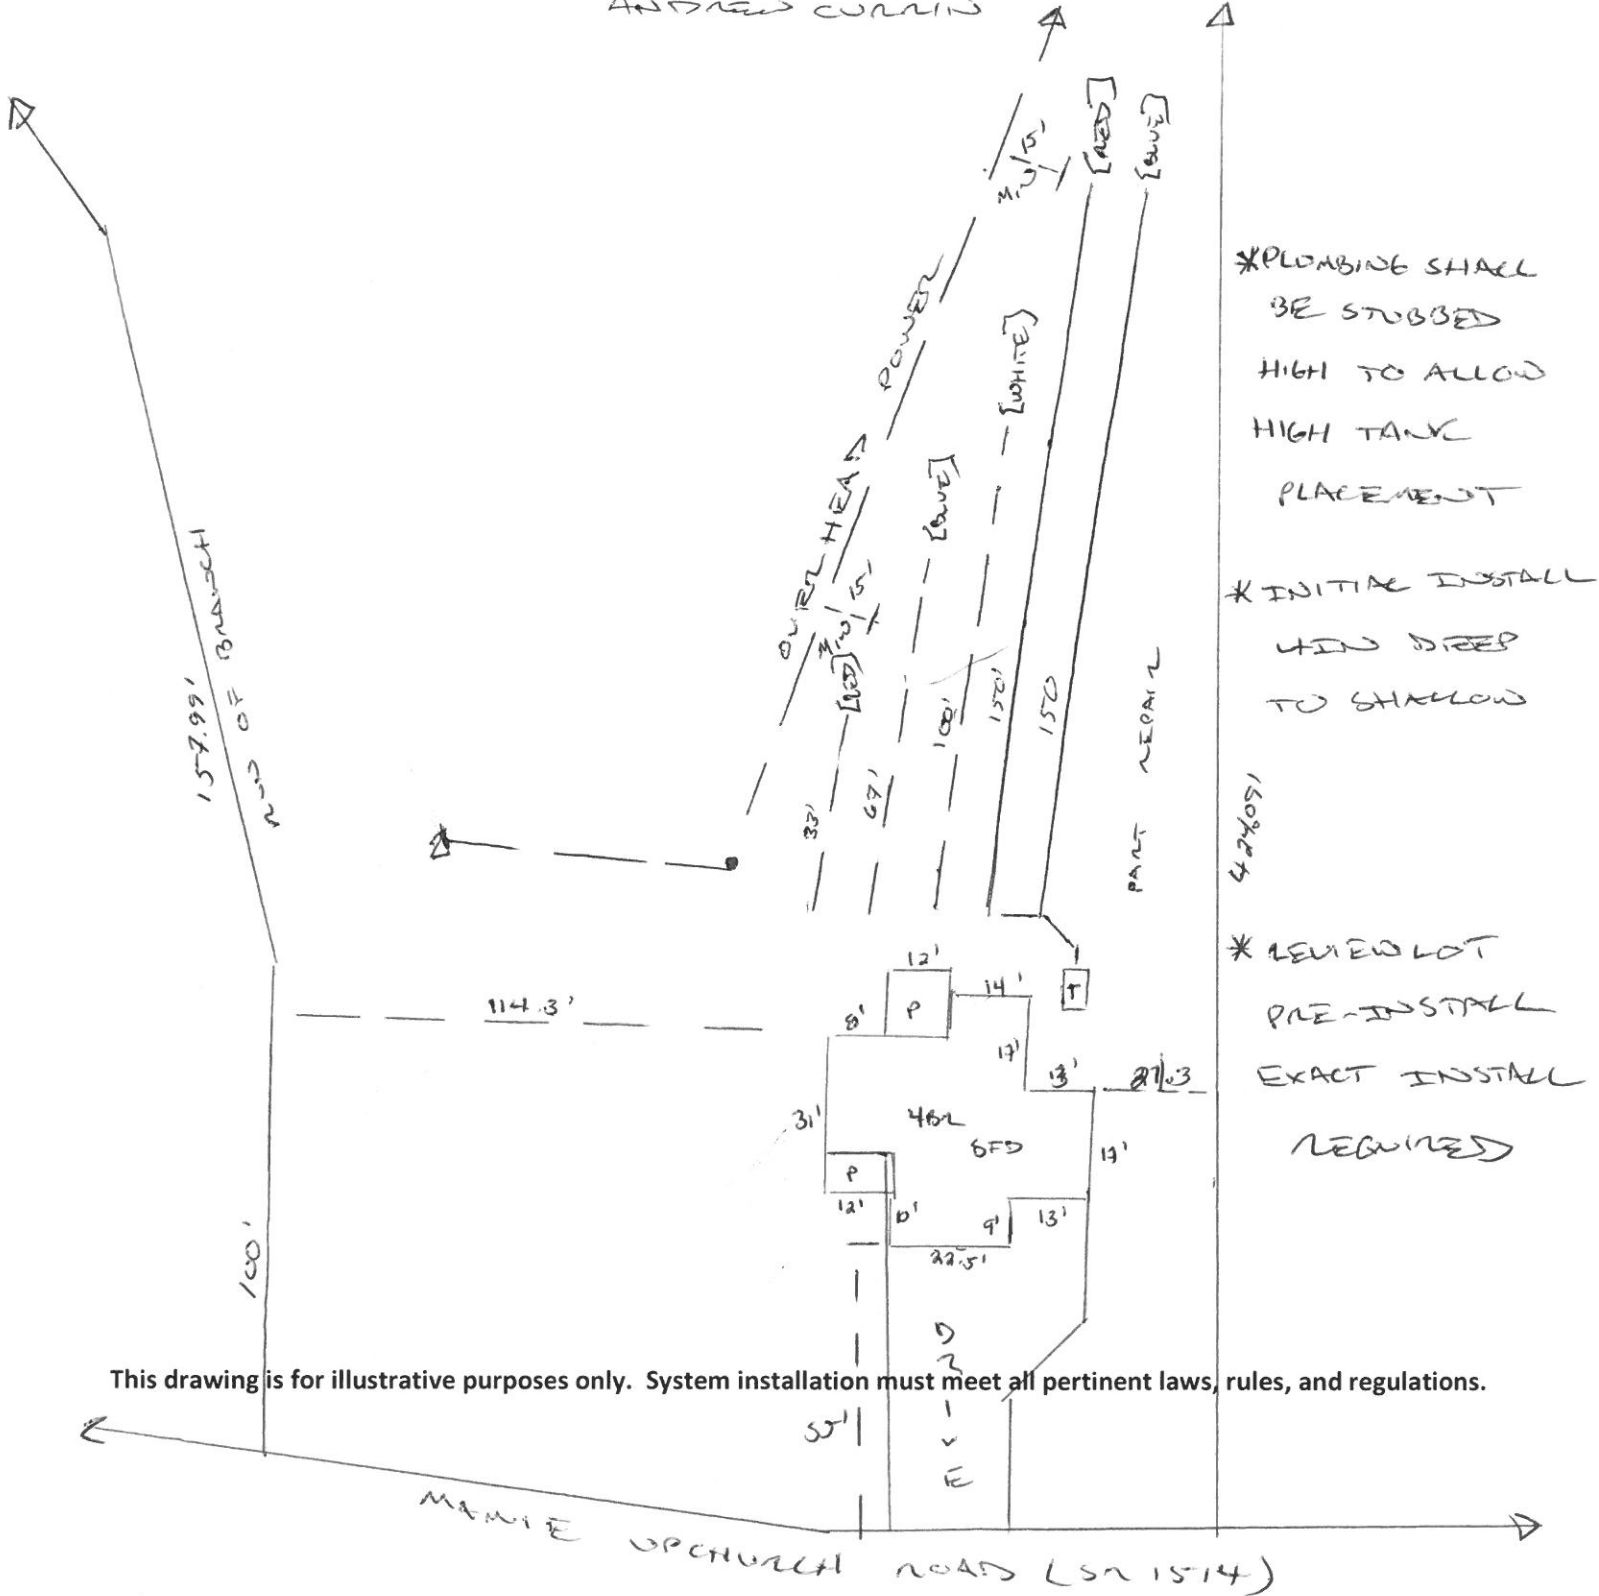 ANDREW CURRIN
[RED]
[BLUE]
MIN 15'
*PLUMBING SHALL
BE STUBBED
HIGH TO ALLOW
HIGH TANK
PLACEMENT
OVERHEAD POWER
[WHITE]
[BLUE]
MIN 15'
[RED]
* INITIAL INSTALL
4IN DEEP
TO SHALLOW
157.99'
RUN OF BRANCH
33'
67'
100'
150'
150
PART REPAIR
* REVIEW LOT
PRE-INSTALL
EXACT INSTALL
REQUIRED
114.3'
12'
P
14'
T
8'
17'
13'
31'
4BR
SFD
17'
P
12'
9'
13'
22.5'
100'
DRIVE
This drawing is for illustrative purposes only. System installation must meet all pertinent laws, rules, and regulations.
55'
MAMIE UPCHURCH ROAD (SR 1514)